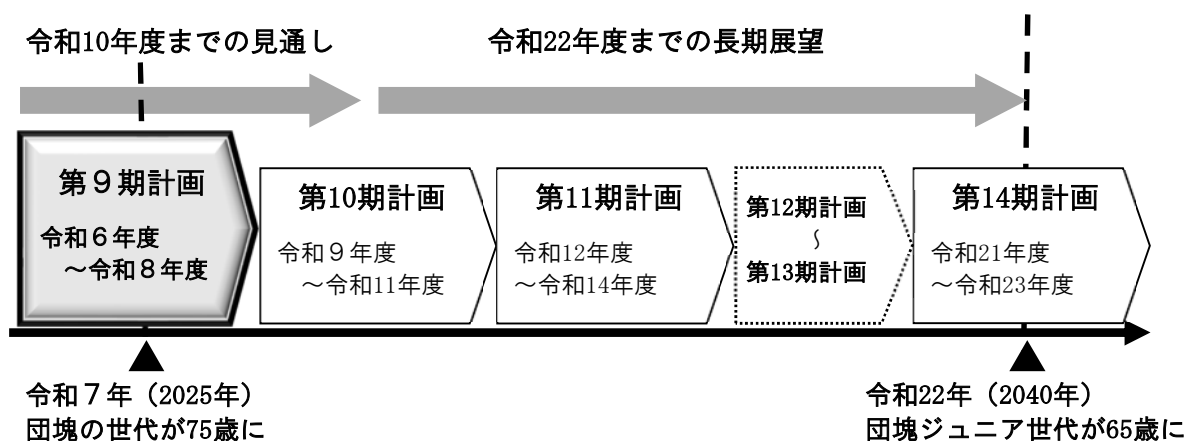 令和10年度までの見通し
令和22年度までの長期展望
第９期計画
令和６年度
～令和８年度
第10期計画
令和９年度
～令和11年度
第11期計画
令和12年度
～令和14年度
第12期計画
～
第13期計画
第14期計画
令和21年度
～令和23年度
令和７年（2025年）
団塊の世代が75歳に
令和22年（2040年）
団塊ジュニア世代が65歳に